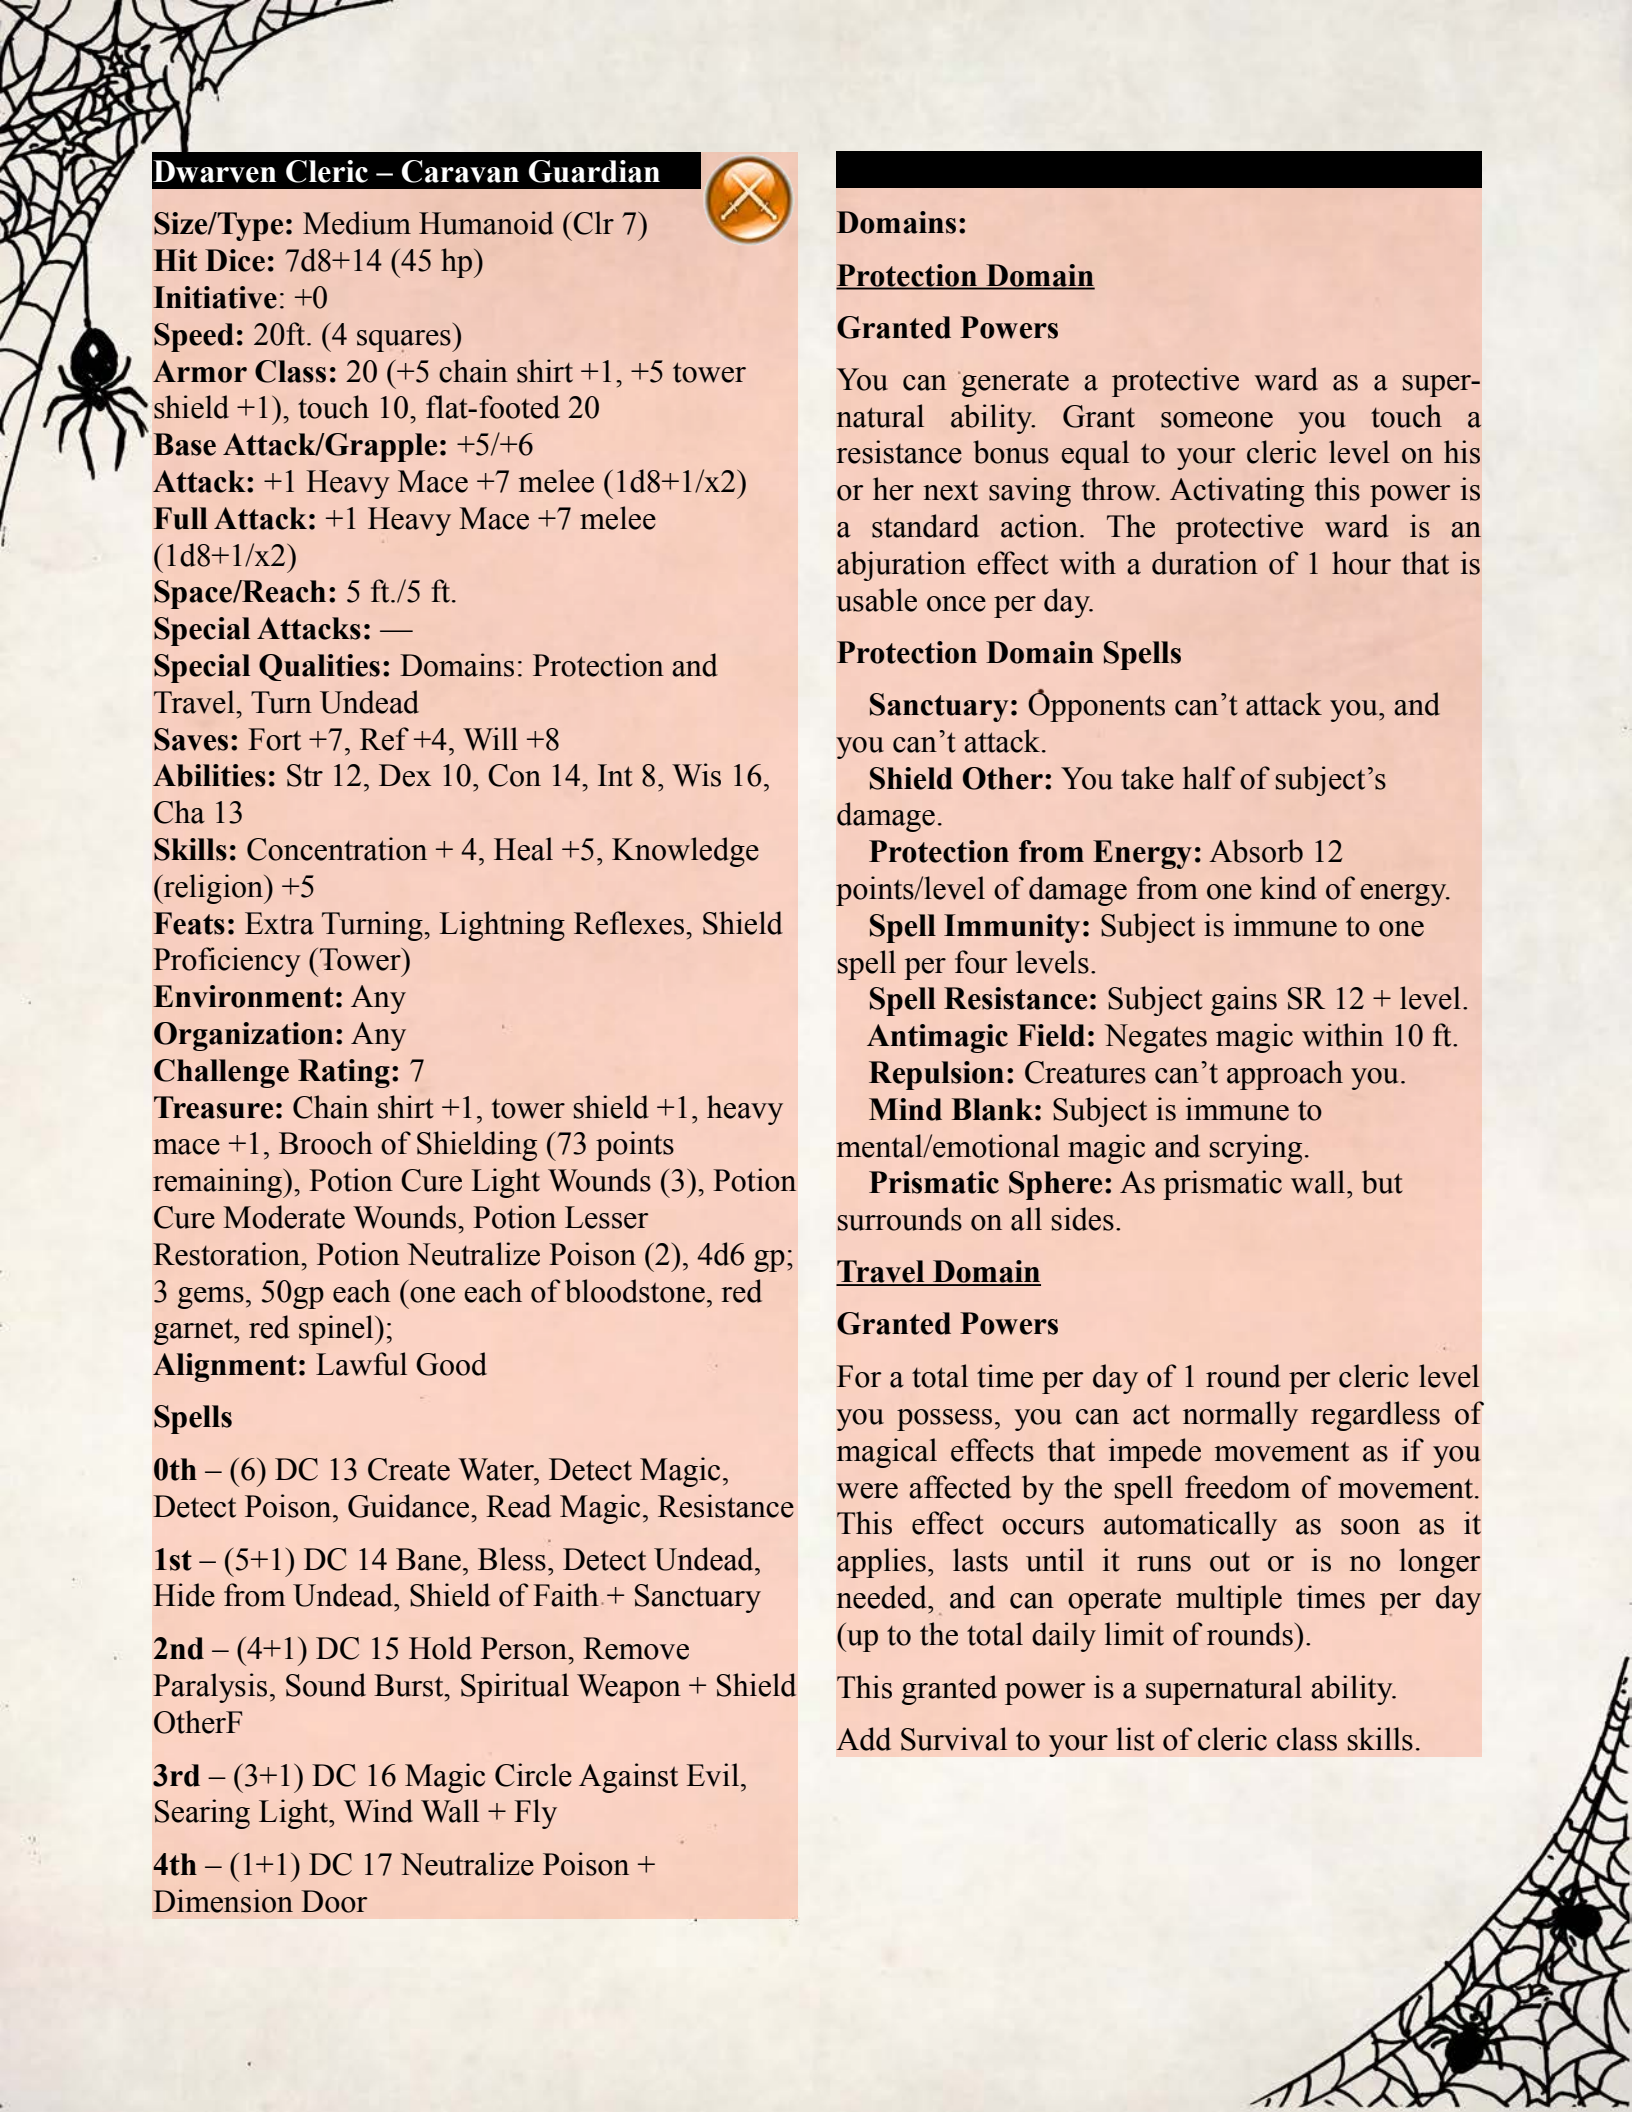 Dwarven Cleric – Caravan Guardian
Size/Type: Medium Humanoid (Clr 7)
Hit Dice: 7d8+14 (45 hp)
Initiative: +0
Speed: 20ft. (4 squares)
Armor Class: 20 (+5 chain shirt +1, +5 tower
shield +1), touch 10, flat-footed 20
Base Attack/Grapple: +5/+6
Attack: +1 Heavy Mace +7 melee (1d8+1/x2)
Full Attack: +1 Heavy Mace +7 melee
(1d8+1/x2)
Space/Reach: 5 ft./5 ft.
Special Attacks: —
Special Qualities: Domains: Protection and
Travel, Turn Undead
Saves: Fort +7, Ref +4, Will +8
Abilities: Str 12, Dex 10, Con 14, Int 8, Wis 16,
Cha 13
Skills: Concentration + 4, Heal +5, Knowledge
(religion) +5
Feats: Extra Turning, Lightning Reflexes, Shield
Proficiency (Tower)
Environment: Any
Organization: Any
Challenge Rating: 7
Treasure: Chain shirt +1, tower shield +1, heavy
mace +1, Brooch of Shielding (73 points
remaining), Potion Cure Light Wounds (3), Potion
Cure Moderate Wounds, Potion Lesser
Restoration, Potion Neutralize Poison (2), 4d6 gp;
3 gems, 50gp each (one each of bloodstone, red
garnet, red spinel);
Alignment: Lawful Good
Spells
0th – (6) DC 13 Create Water, Detect Magic,
Detect Poison, Guidance, Read Magic, Resistance
1st – (5+1) DC 14 Bane, Bless, Detect Undead,
Hide from Undead, Shield of Faith + Sanctuary
2nd – (4+1) DC 15 Hold Person, Remove
Paralysis, Sound Burst, Spiritual Weapon + Shield
OtherF
3rd – (3+1) DC 16 Magic Circle Against Evil,
Searing Light, Wind Wall + Fly
4th – (1+1) DC 17 Neutralize Poison +
Dimension Door
Domains:
Protection Domain
Granted Powers
You can generate a protective ward as a super-
natural ability. Grant someone you touch a
resistance bonus equal to your cleric level on his
or her next saving throw. Activating this power is
a standard action. The protective ward is an
abjuration effect with a duration of 1 hour that is
usable once per day.
Protection Domain Spells
Sanctuary: Opponents can’t attack you, and
you can’t attack.
Shield Other: You take half of subject’s
damage.
Protection from Energy: Absorb 12
points/level of damage from one kind of energy.
Spell Immunity: Subject is immune to one
spell per four levels.
Spell Resistance: Subject gains SR 12 + level.
Antimagic Field: Negates magic within 10 ft.
Repulsion: Creatures can’t approach you.
Mind Blank: Subject is immune to
mental/emotional magic and scrying.
Prismatic Sphere: As prismatic wall, but
surrounds on all sides.
Travel Domain
Granted Powers
For a total time per day of 1 round per cleric level
you possess, you can act normally regardless of
magical effects that impede movement as if you
were affected by the spell freedom of movement.
This effect occurs automatically as soon as it
applies, lasts until it runs out or is no longer
needed, and can operate multiple times per day
(up to the total daily limit of rounds).
This granted power is a supernatural ability.
Add Survival to your list of cleric class skills.